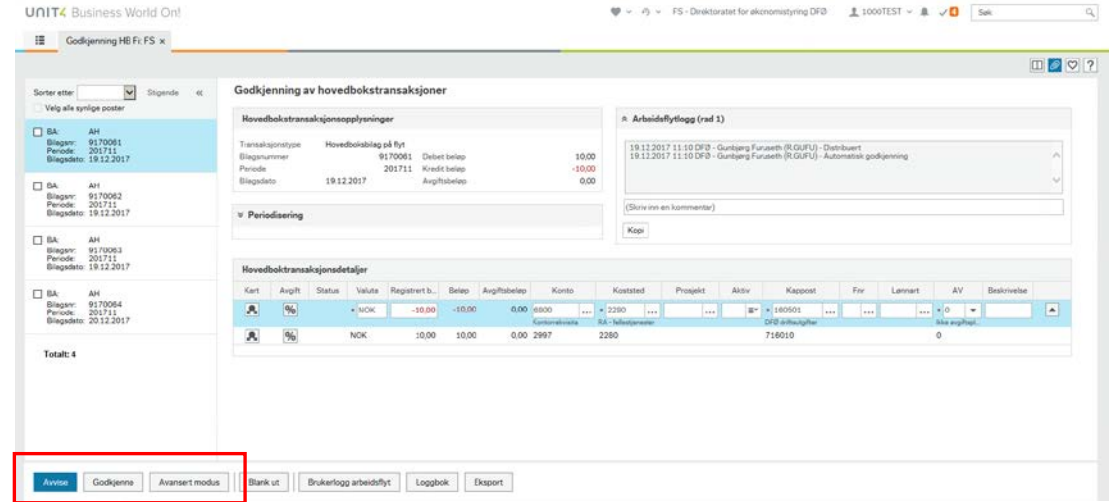 UNIT4 Business World On!
FS - Direktoratet for økonomistyring DFØ
1000TEST
0
Søk
Godkjenning HB Fi: FS ×
?
Sorter etter:
Stigende
«
Velg alle synlige poster
BA: AH
Bilagsnr: 9170061
Periode: 201711
Bilagsdato: 19.12.2017
BA: AH
Bilagsnr: 9170062
Periode: 201711
Bilagsdato: 19.12.2017
BA: AH
Bilagsnr: 9170063
Periode: 201711
Bilagsdato: 19.12.2017
BA: AH
Bilagsnr: 9170064
Periode: 201711
Bilagsdato: 20.12.2017
Totalt: 4
Godkjenning av hovedbokstransaksjoner
Hovedbokstransaksjonsopplysninger
Transaksjonstype Hovedboksbilag på flyt
Bilagsnummer 9170061 Debet beløp 10,00
Periode 201711 Kredit beløp -10,00
Bilagsdato 19.12.2017 Avgiftsbeløp 0,00
Periodisering
Arbeidsflytlogg (rad 1)
19.12.2017 11:10 DFØ - Gunbjørg Furuseth (R.GUFU) - Distribuert
19.12.2017 11:10 DFØ - Gunbjørg Furuseth (R.GUFU) - Automatisk godkjenning
(Skriv inn en kommentar)
Kopi
Hovedboktransaksjonsdetaljer
Kart Avgift Status Valuta Registrert b... Beløp Avgiftsbeløp Konto Koststed Prosjekt Aktiv Kappost Fnr Lønnart AV Beskrivelse
% * NOK -10,00 -10,00 0,00 6800 ... * 2280 ... ... * 160501 ... ... ... * 0
Kontorrekvisita RA - fellestjenester DFØ driftsutgifter Ikke avgiftspl...
% NOK 10,00 10,00 0,00 2997 2280 716010 0
Avvise Godkjenne Avansert modus Blank ut Brukerlogg arbeidsflyt Loggbok Eksport